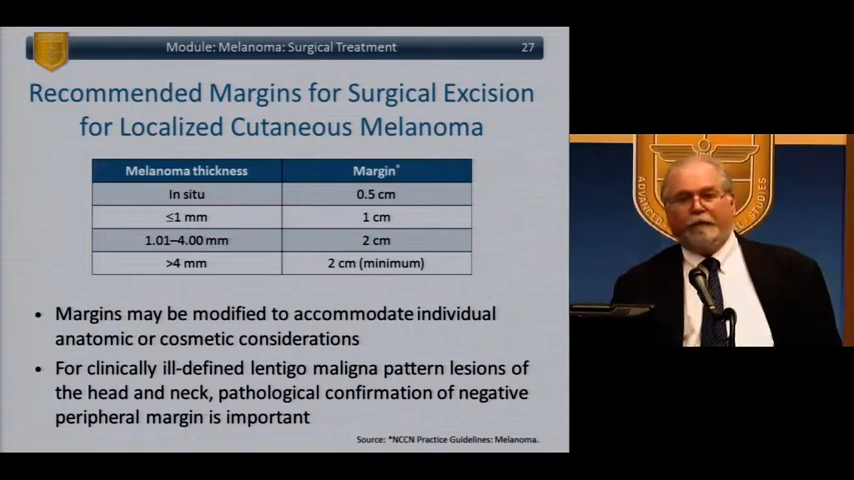 Module: Melanoma: Surgical Treatment 27
Recommended Margins for Surgical Excision
for Localized Cutaneous Melanoma
Melanoma thickness Margin*
In situ 0.5 cm
≤1 mm 1 cm
1.01–4.00 mm 2 cm
>4 mm 2 cm (minimum)
• Margins may be modified to accommodate individual
anatomic or cosmetic considerations
• For clinically ill-defined lentigo maligna pattern lesions of
the head and neck, pathological confirmation of negative
peripheral margin is important
Source: *NCCN Practice Guidelines: Melanoma.
ADVANCED
STUDIES